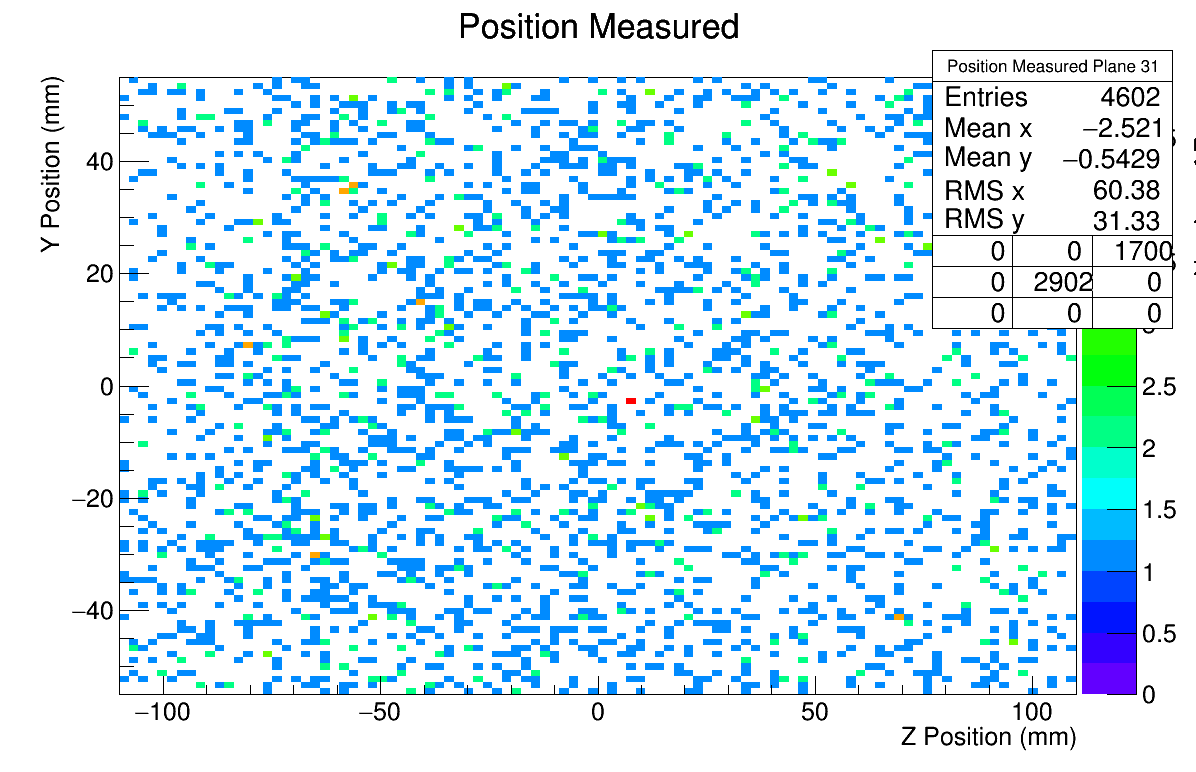 Position Measured
Position Measured Plane 31
Entries 4602
Mean x −2.521
Mean y −0.5429
RMS x 60.38
RMS y 31.33
0 0 1700
0 2902 0
0 0 0
Y Position (mm)
40
20
0
−20
−40
2.5
2
1.5
1
0.5
0
−100 −50 0 50 100
Z Position (mm)